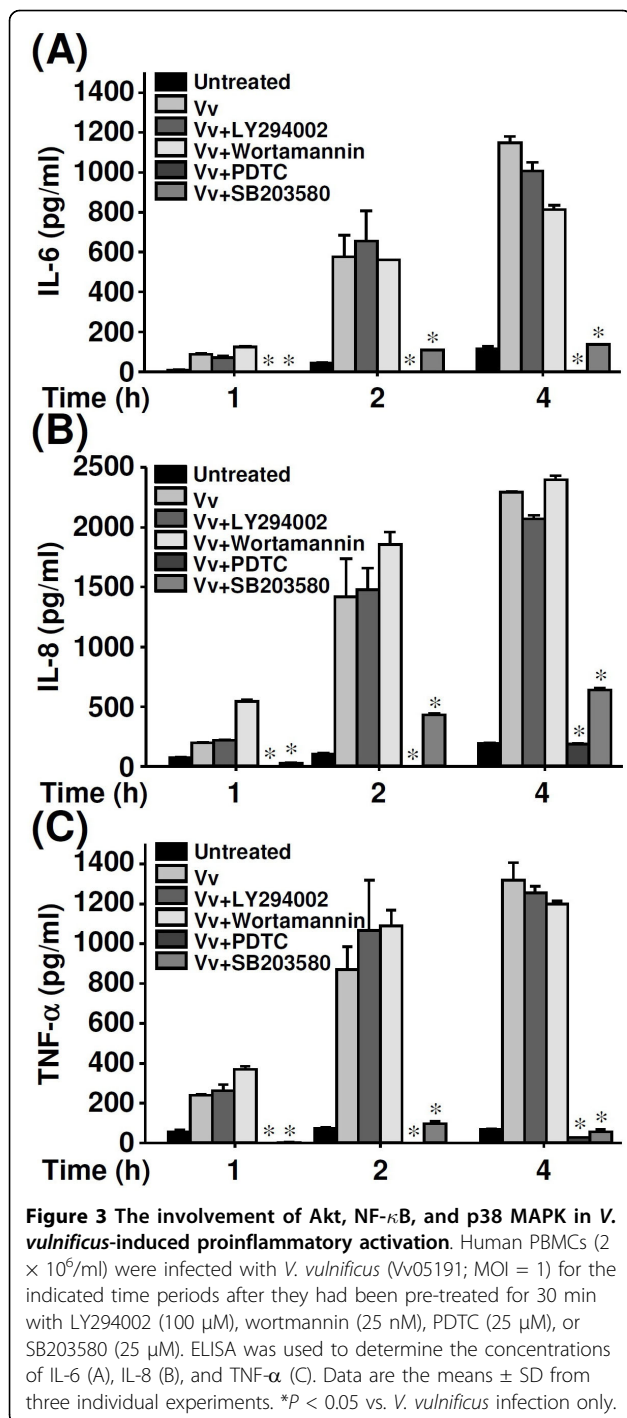 (A)
Untreated
Vv
Vv+LY294002
Vv+Wortamannin
Vv+PDTC
Vv+SB203580
1400
1200
1000
800
600
400
200
0
IL-6 (pg/ml)
* *
*
*
*
*
Time (h) 1 2 4
(B)
Untreated
Vv
Vv+LY294002
Vv+Wortamannin
Vv+PDTC
Vv+SB203580
2500
2000
1500
1000
500
0
IL-8 (pg/ml)
* *
*
*
*
*
Time (h) 1 2 4
(C)
Untreated
Vv
Vv+LY294002
Vv+Wortamannin
Vv+PDTC
Vv+SB203580
1400
1200
1000
800
600
400
200
0
TNF-α (pg/ml)
* *
*
*
* *
Time (h) 1 2 4
Figure 3 The involvement of Akt, NF-κB, and p38 MAPK in V.
vulnificus-induced proinflammatory activation. Human PBMCs (2
× 10⁶/ml) were infected with V. vulnificus (Vv05191; MOI = 1) for the
indicated time periods after they had been pre-treated for 30 min
with LY294002 (100 μM), wortmannin (25 nM), PDTC (25 μM), or
SB203580 (25 μM). ELISA was used to determine the concentrations
of IL-6 (A), IL-8 (B), and TNF-α (C). Data are the means ± SD from
three individual experiments. *P < 0.05 vs. V. vulnificus infection only.